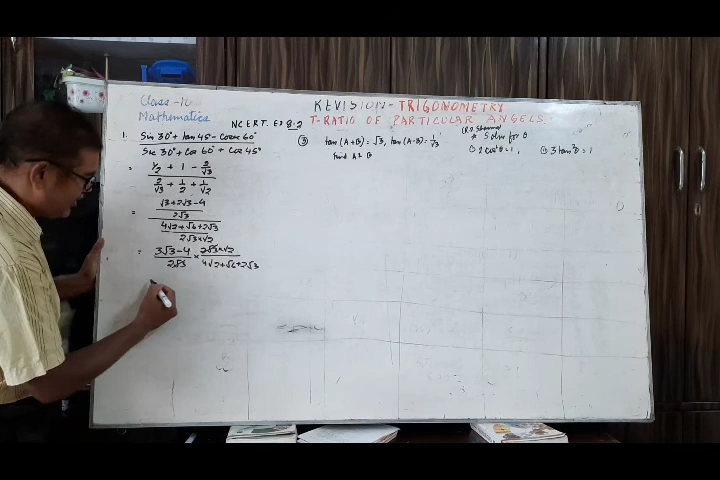 Class-10
Mathematics
REVISION - TRIGONOMETRY
NCERT. Ex 8.2 T-RATIO OF PARTICULAR ANGELS
1. Sin 30° + tan 45 - cosec 60°
Sec 30° + Cos 60° + Cot 45°
= 1/2 + 1 - 2/√3
2/√3 + 1/2 + 1/√2
= √3 + 2√3 - 4
2√3
4√2 + √6 + 2√3
2√3×√2
= 3√3 - 4 / 2√3 × 2√3×√2 / 4√2+√6+2√3
③ tan (A+B) = √3, tan (A-B) = 1/√3
find A & B
R.D Sharma
* Solve for θ
① 2 cos²θ = 1, ② 3 tan²θ = 1